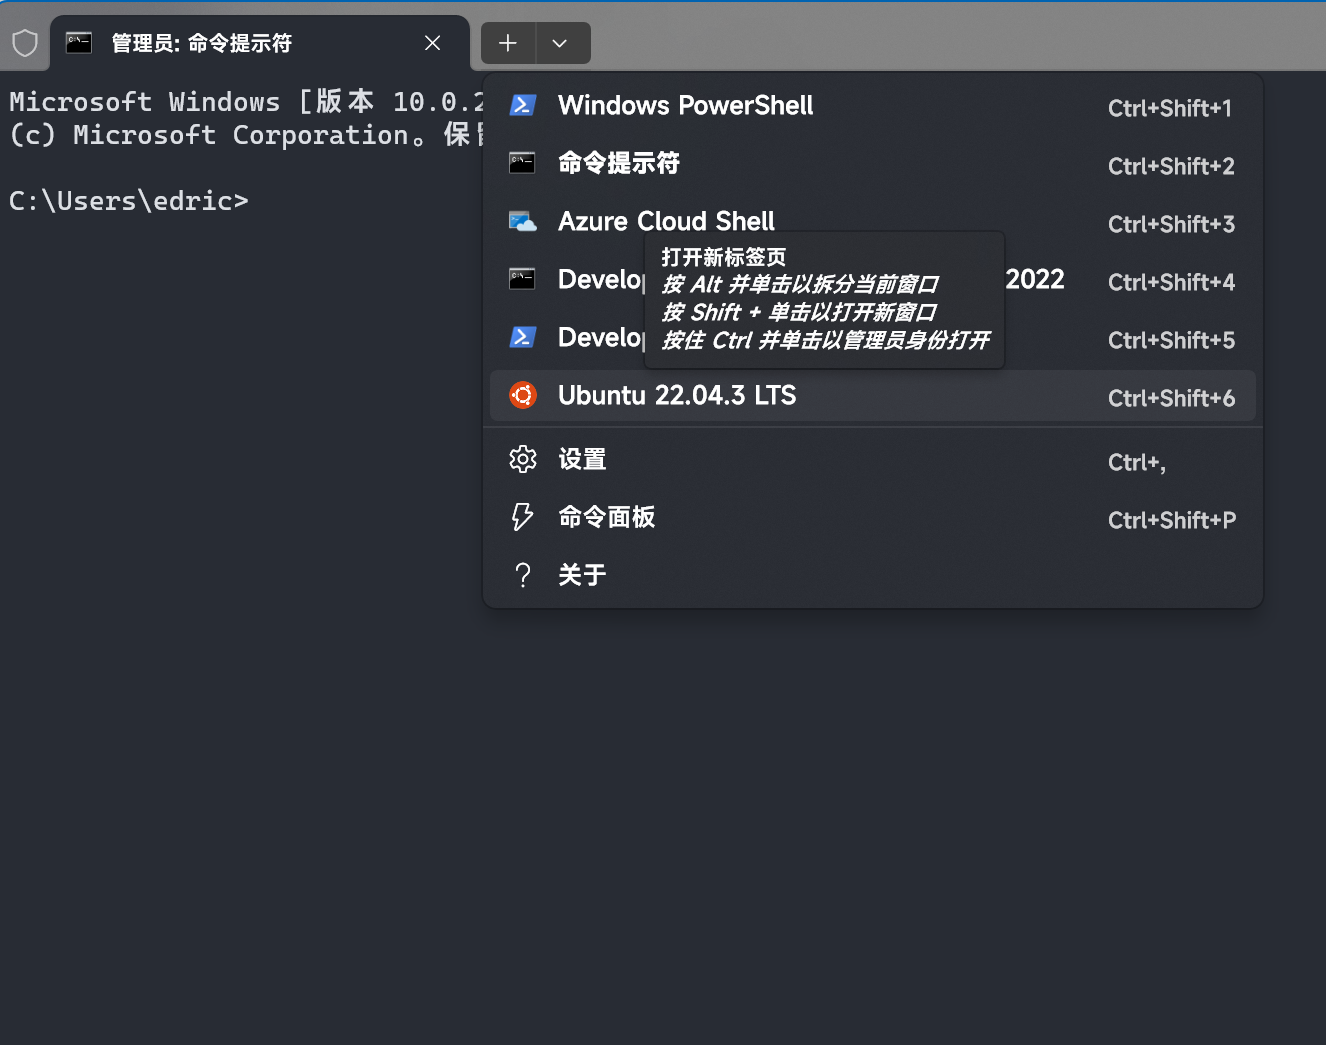 管理员: 命令提示符
Microsoft Windows [版本 10.0.2
(c) Microsoft Corporation。保
C:\Users\edric>
Windows PowerShell Ctrl+Shift+1
命令提示符 Ctrl+Shift+2
Azure Cloud Shell Ctrl+Shift+3
Develo 2022 Ctrl+Shift+4
Develo Ctrl+Shift+5
打开新标签页
按 Alt 并单击以拆分当前窗口
按 Shift + 单击以打开新窗口
按住 Ctrl 并单击以管理员身份打开
Ubuntu 22.04.3 LTS Ctrl+Shift+6
设置 Ctrl+,
命令面板 Ctrl+Shift+P
关于